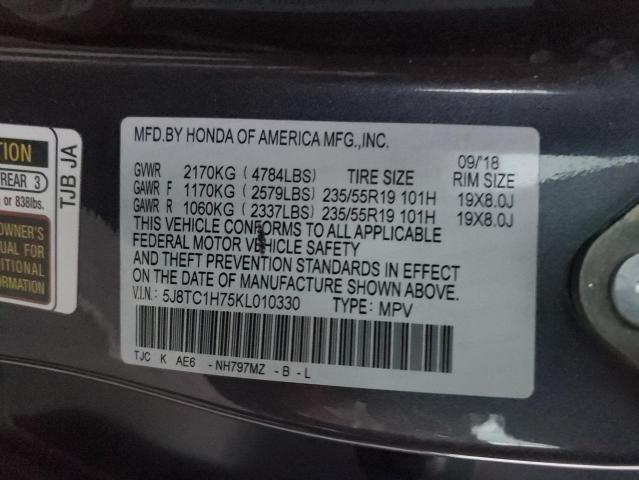 MFD.BY HONDA OF AMERICA MFG.,INC.
09/18
GVWR 2170KG ( 4784LBS) TIRE SIZE RIM SIZE
GAWR F 1170KG ( 2579LBS) 235/55R19 101H 19X8.0J
GAWR R 1060KG ( 2337LBS) 235/55R19 101H 19X8.0J
THIS VEHICLE CONFORMS TO ALL APPLICABLE
FEDERAL MOTOR VEHICLE SAFETY
AND THEFT PREVENTION STANDARDS IN EFFECT
ON THE DATE OF MANUFACTURE SHOWN ABOVE.
V.I.N.: 5J8TC1H75KL010330 TYPE: MPV
TJC K AE6 -NH797MZ -B-L
TJB JA
TION
REAR 3
or 838lbs.
OWNER'S
UAL FOR
ITIONAL
ORMATION